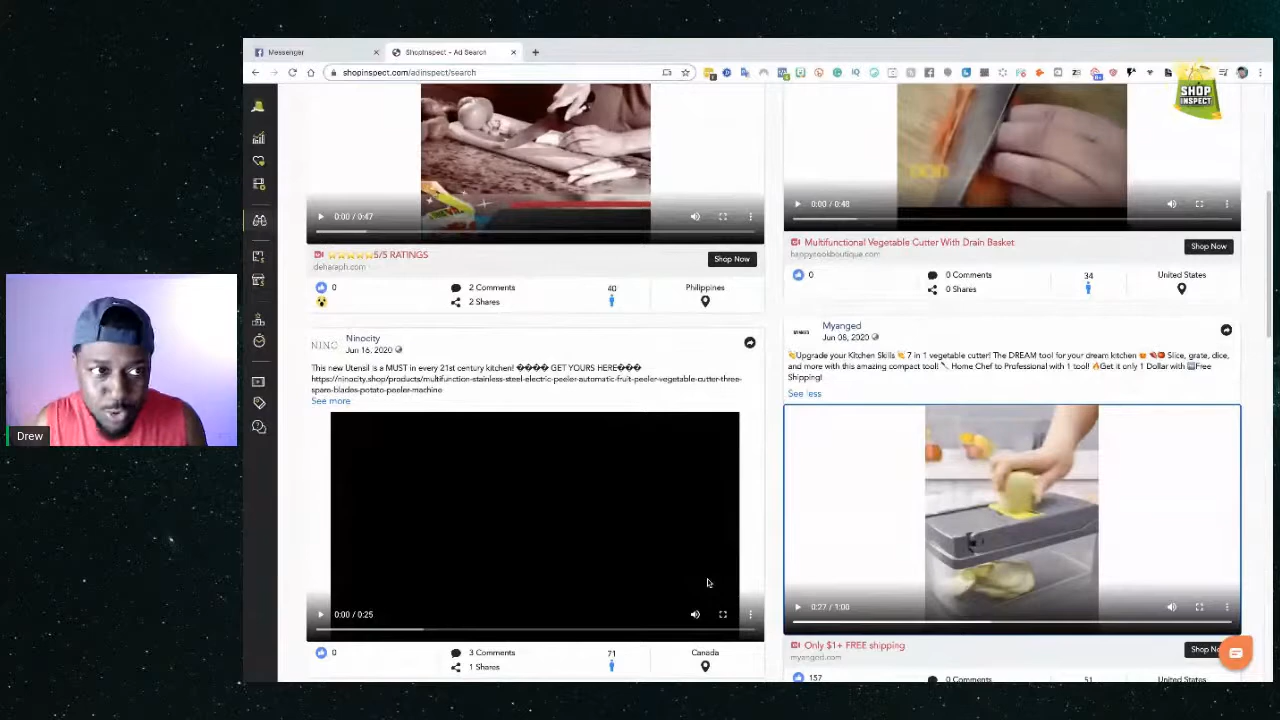 Messenger
ShopInspect - Ad Search
shopinspect.com/adinspect/search
SHOP
INSPECT
0:00 / 0:47
0:00 / 0:48
5/5 RATINGS
deharaph.com
Shop Now
Multifunctional Vegetable Cutter With Drain Basket
happycookboutique.com
Shop Now
0
2 Comments
2 Shares
40
Philippines
0
0 Comments
0 Shares
34
United States
NINO
Ninocity
Jun 16, 2020
This new Utensil is a MUST in every 21st century kitchen! ���� GET YOURS HERE���
https://ninocity.shop/products/multifunction-stainless-steel-electric-peeler-automatic-fruit-peeler-vegetable-cutter-three-
spare-blades-potato-peeler-machine
See more
0:00 / 0:25
0
3 Comments
1 Shares
71
Canada
Myanged
Jun 08, 2020
Upgrade your Kitchen Skills 7 in 1 vegetable cutter! The DREAM tool for your dream kitchen Slice, grate, dice,
and more with this amazing compact tool! Home Chef to Professional with 1 tool! Get it only 1 Dollar with Free
Shipping!
See less
0:27 / 1:00
Only $1+ FREE shipping
myanged.com
Shop No
157
0 Comments
51
United States
Drew